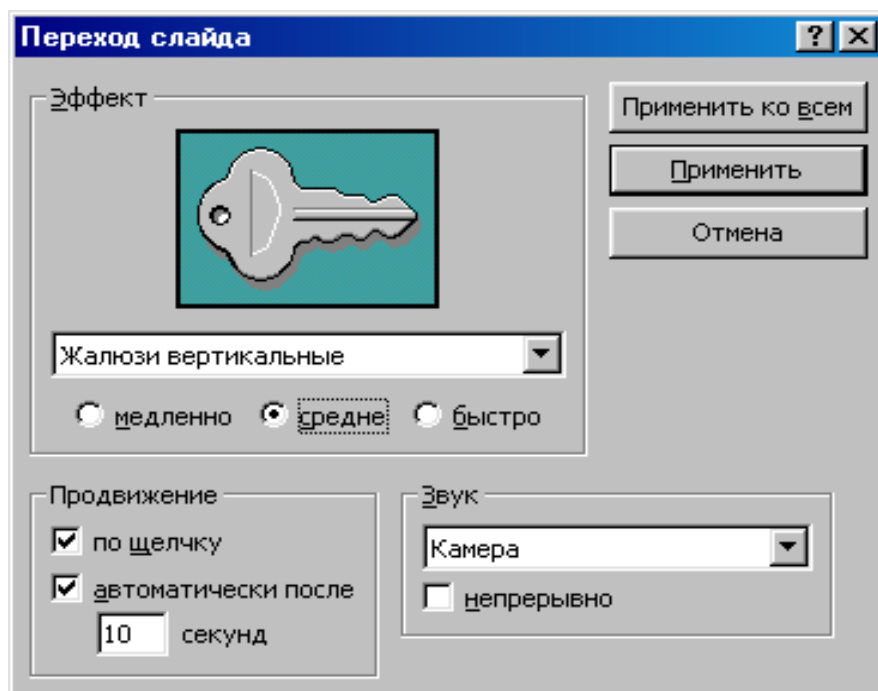 Переход слайда
Эффект
Жалюзи вертикальные
медленно средне быстро
Применить ко всем
Применить
Отмена
Продвижение
по щелчку
автоматически после
10 секунд
Звук
Камера
непрерывно